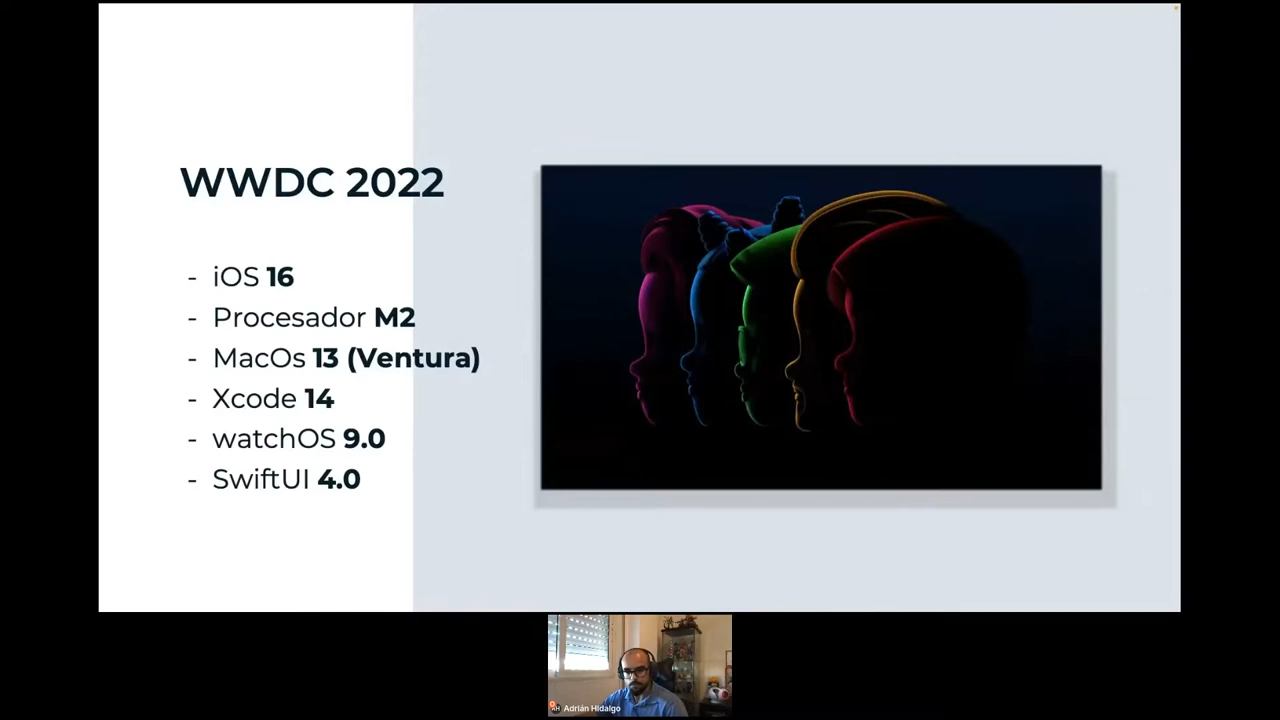 WWDC 2022
- iOS 16
- Procesador M2
- MacOs 13 (Ventura)
- Xcode 14
- watchOS 9.0
- SwiftUI 4.0
AH Adrián Hidalgo